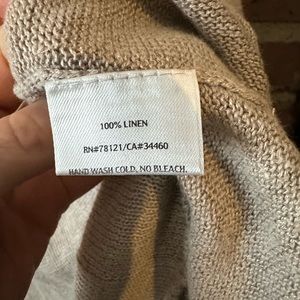 100% LINEN
RN#78121/CA#34460
HAND WASH COLD. NO BLEACH.